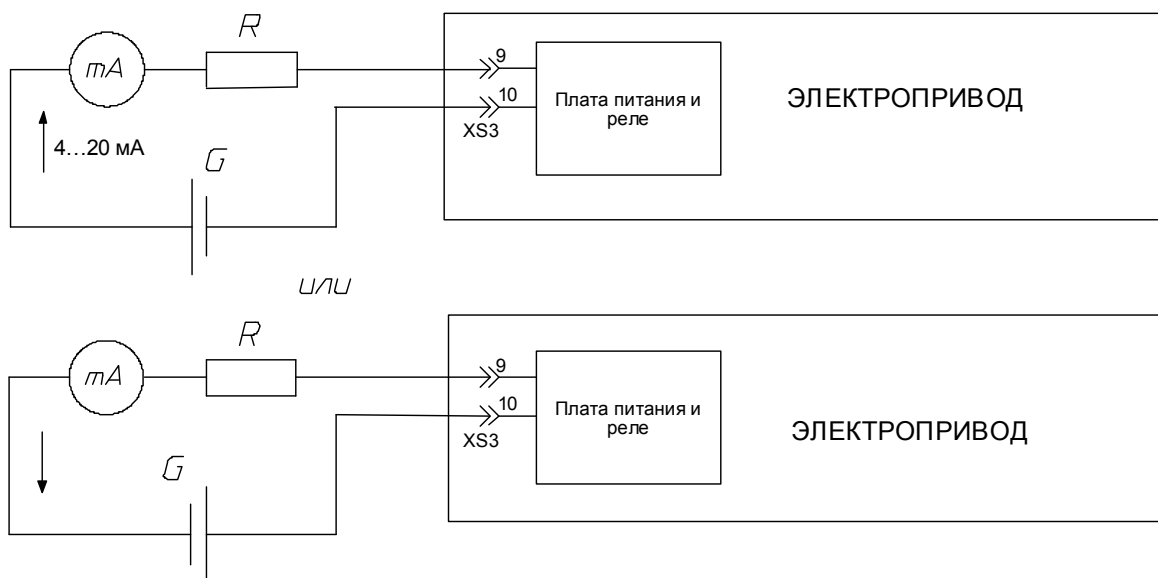 R
mA
9
10
XS3
Плата питания и
реле
ЭЛЕКТРОПРИВОД
4...20 мА
G
или
R
mA
9
10
XS3
Плата питания и
реле
ЭЛЕКТРОПРИВОД
G